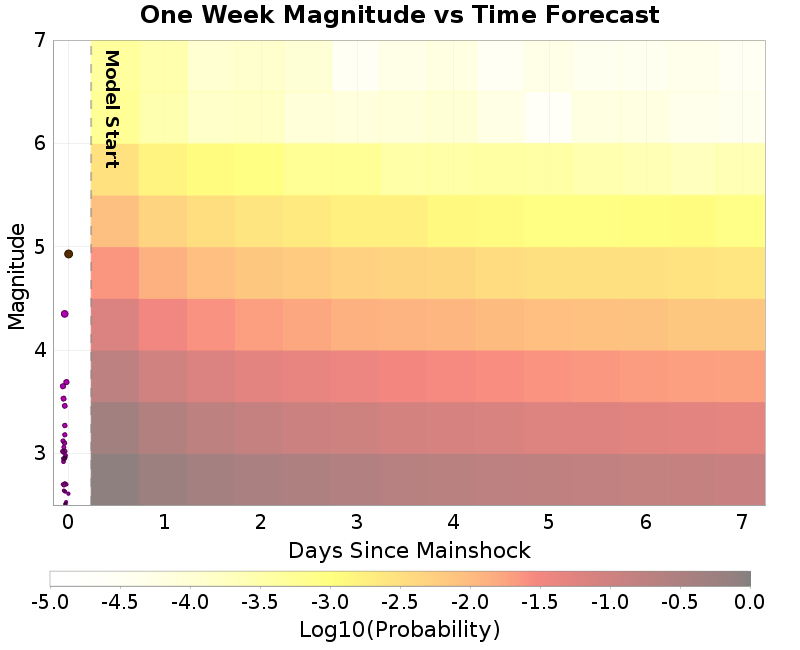 One Week Magnitude vs Time Forecast
7
6
5
4
3
Magnitude
Model Start
0 1 2 3 4 5 6 7
Days Since Mainshock
-5.0 -4.5 -4.0 -3.5 -3.0 -2.5 -2.0 -1.5 -1.0 -0.5 0.0
Log10(Probability)